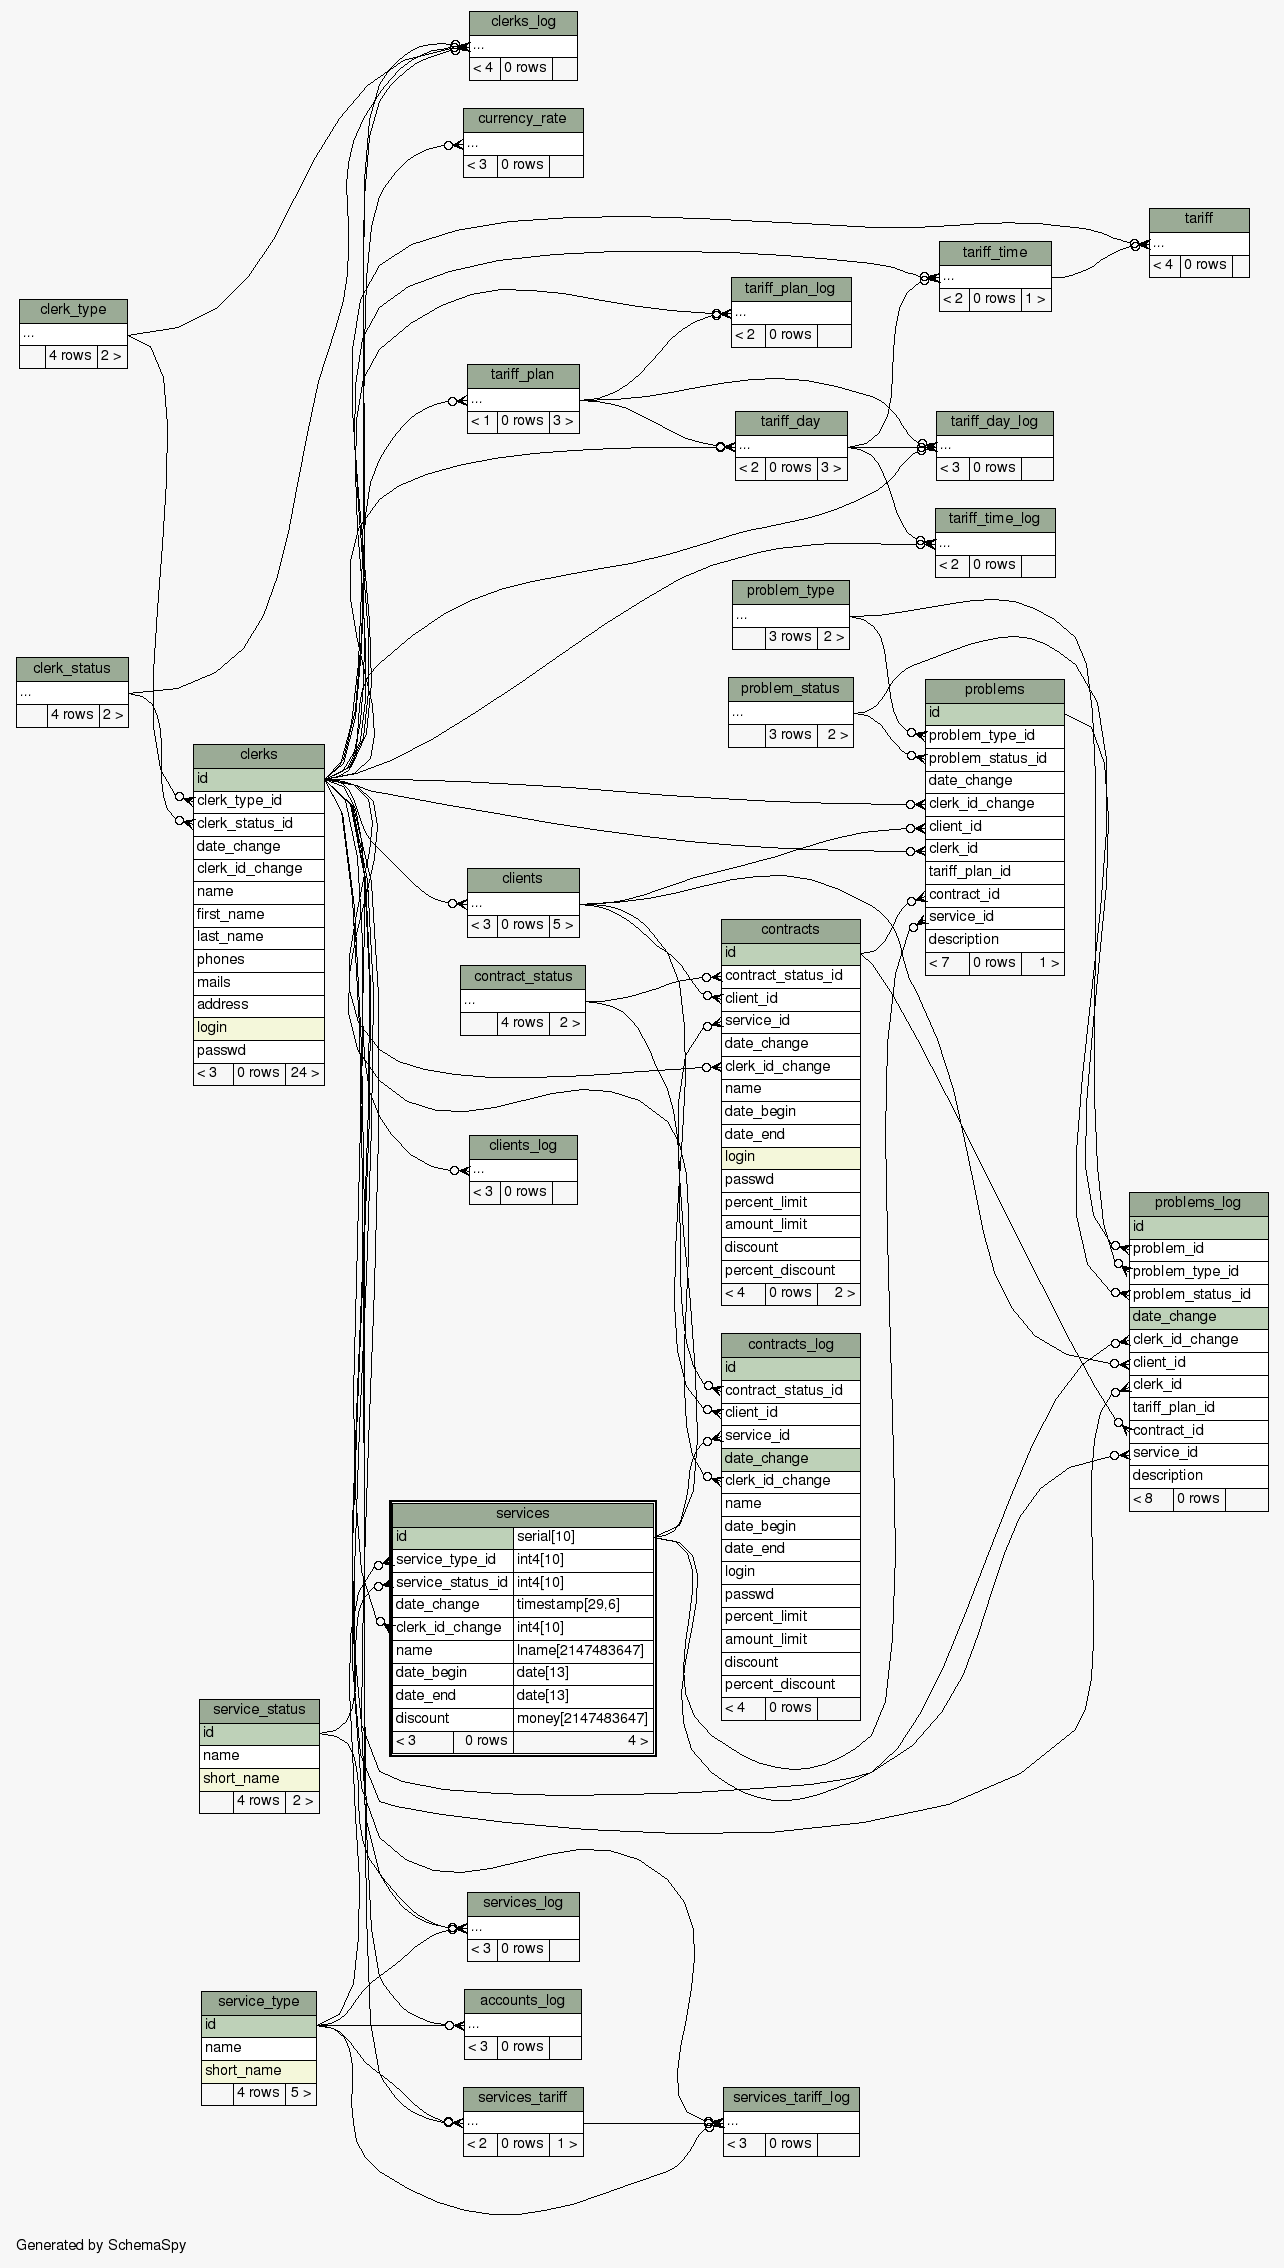 clerks_log
...
< 4 0 rows
currency_rate
...
< 3 0 rows
tariff
...
< 4 0 rows
tariff_time
...
< 2 0 rows 1 >
tariff_plan_log
...
< 2 0 rows
clerk_type
...
4 rows 2 >
tariff_plan
...
< 1 0 rows 3 >
tariff_day
...
< 2 0 rows 3 >
tariff_day_log
...
< 3 0 rows
tariff_time_log
...
< 2 0 rows
problem_type
...
3 rows 2 >
clerk_status
...
4 rows 2 >
problem_status
...
3 rows 2 >
problems
id
problem_type_id
problem_status_id
date_change
clerk_id_change
client_id
clerk_id
tariff_plan_id
contract_id
service_id
description
< 7 0 rows 1 >
clerks
id
clerk_type_id
clerk_status_id
date_change
clerk_id_change
name
first_name
last_name
phones
mails
address
login
passwd
< 3 0 rows 24 >
clients
...
< 3 0 rows 5 >
contract_status
...
4 rows 2 >
contracts
id
contract_status_id
client_id
service_id
date_change
clerk_id_change
name
date_begin
date_end
login
passwd
percent_limit
amount_limit
discount
percent_discount
< 4 0 rows 2 >
clients_log
...
< 3 0 rows
problems_log
id
problem_id
problem_type_id
problem_status_id
date_change
clerk_id_change
client_id
clerk_id
tariff_plan_id
contract_id
service_id
description
< 8 0 rows
contracts_log
id
contract_status_id
client_id
service_id
date_change
clerk_id_change
name
date_begin
date_end
login
passwd
percent_limit
amount_limit
discount
percent_discount
< 4 0 rows
services
id serial[10]
service_type_id int4[10]
service_status_id int4[10]
date_change timestamp[29,6]
clerk_id_change int4[10]
name lname[2147483647]
date_begin date[13]
date_end date[13]
discount money[2147483647]
< 3 0 rows 4 >
service_status
id
name
short_name
4 rows 2 >
services_log
...
< 3 0 rows
service_type
id
name
short_name
4 rows 5 >
accounts_log
...
< 3 0 rows
services_tariff
...
< 2 0 rows 1 >
services_tariff_log
...
< 3 0 rows
Generated by SchemaSpy